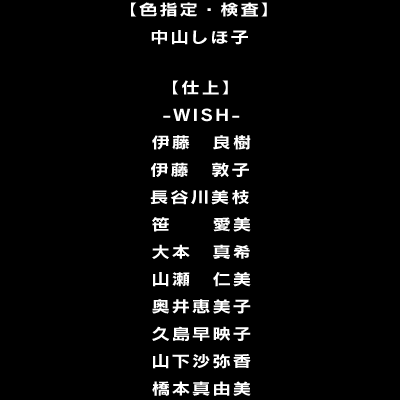 【色指定・検査】
中山しほ子
【仕上】
-WISH-
伊藤　良樹
伊藤　敦子
長谷川美枝
笹　　愛美
大本　真希
山瀬　仁美
奥井恵美子
久島早映子
山下沙弥香
橋本真由美